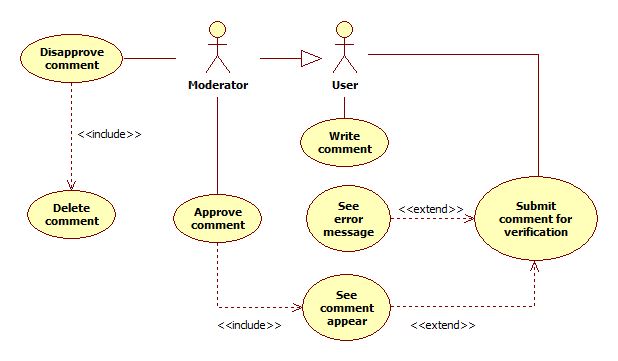 Disapprove
comment
Moderator
User
<<include>>
Write
comment
Delete
comment
Approve
comment
See
error
message
<<extend>>
Submit
comment for
verification
See
comment
appear
<<include>>
<<extend>>